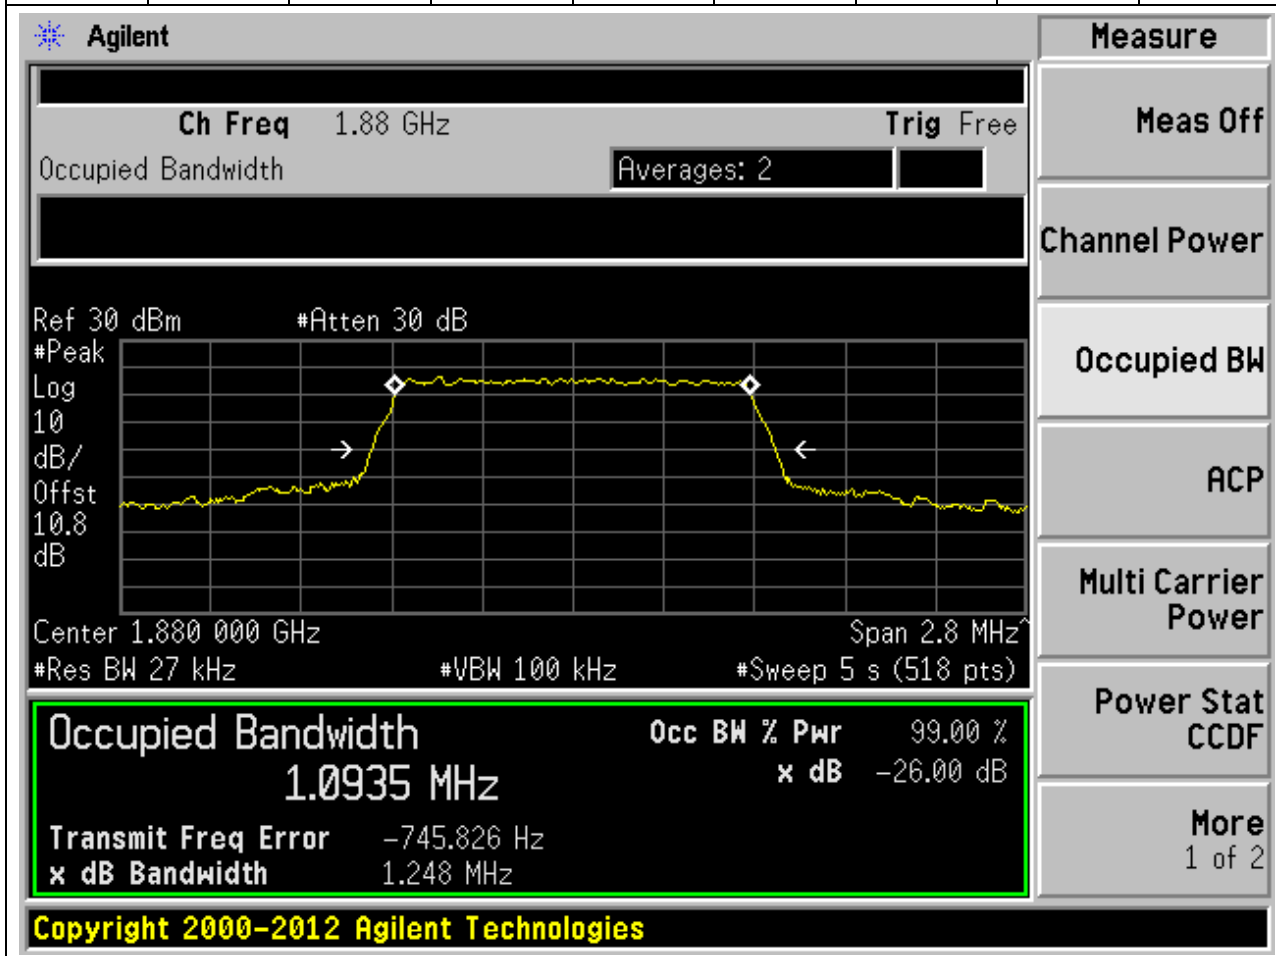 Agilent
Measure
Ch Freq 1.88 GHz Trig Free
Meas Off
Occupied Bandwidth Averages: 2
Channel Power
Ref 30 dBm #Atten 30 dB
#Peak
Log
10
dB/
Offst
10.8
dB
Occupied BW
ACP
Multi Carrier
Power
Center 1.880 000 GHz Span 2.8 MHz^
#Res BW 27 kHz #VBW 100 kHz #Sweep 5 s (518 pts)
Power Stat
CCDF
Occupied Bandwidth Occ BW % Pwr 99.00 %
1.0935 MHz x dB -26.00 dB
Transmit Freq Error -745.826 Hz
x dB Bandwidth 1.248 MHz
More
1 of 2
Copyright 2000-2012 Agilent Technologies